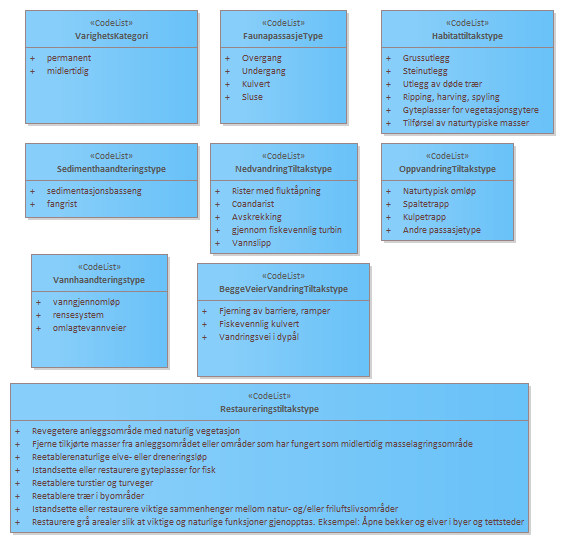 «CodeList»
VarighetsKategori
+ permanent
+ midlertidig
«CodeList»
FaunapassasjeType
+ Overgang
+ Undergang
+ Kulvert
+ Sluse
«CodeList»
Habitattiltakstype
+ Grussutlegg
+ Steinutlegg
+ Utlegg av døde trær
+ Ripping, harving, spyling
+ Gyteplasser for vegetasjonsgytere
+ Tilførsel av naturtypiske masser
«CodeList»
Sedimenthaandteringstype
+ sedimentasjonsbasseng
+ fangrist
«CodeList»
NedvandringTiltakstype
+ Rister med fluktåpning
+ Coandarist
+ Avskrekking
+ gjennom fiskevennlig turbin
+ Vannslipp
«CodeList»
OppvandringTiltakstype
+ Naturtypisk omløp
+ Spaltetrapp
+ Kulpetrapp
+ Andre passasjetype
«CodeList»
Vannhaandteringstype
+ vanngjennomløp
+ rensesystem
+ omlagtevannveier
«CodeList»
BeggeVeierVandringTiltakstype
+ Fjerning av barriere, ramper
+ Fiskevennlig kulvert
+ Vandringsvei i dypål
«CodeList»
Restaureringstiltakstype
+ Revegetere anleggsområde med naturlig vegetasjon
+ Fjerne tilkjørte masser fra anleggsområdet eller områder som har fungert som midlertidig masselagringsområde
+ Reetablerenaturlige elve- eller dreneringsløp
+ Istandsette eller restaurere gyteplasser for fisk
+ Reetablere turstier og turveger
+ Reetablere trær i byområder
+ Istandsette eller restaurere viktige sammenhenger mellom natur- og/eller friluftslivsområder
+ Restaurere grå arealer slik at viktige og naturlige funksjoner gjenopptas. Eksempel: Åpne bekker og elver i byer og tettsteder